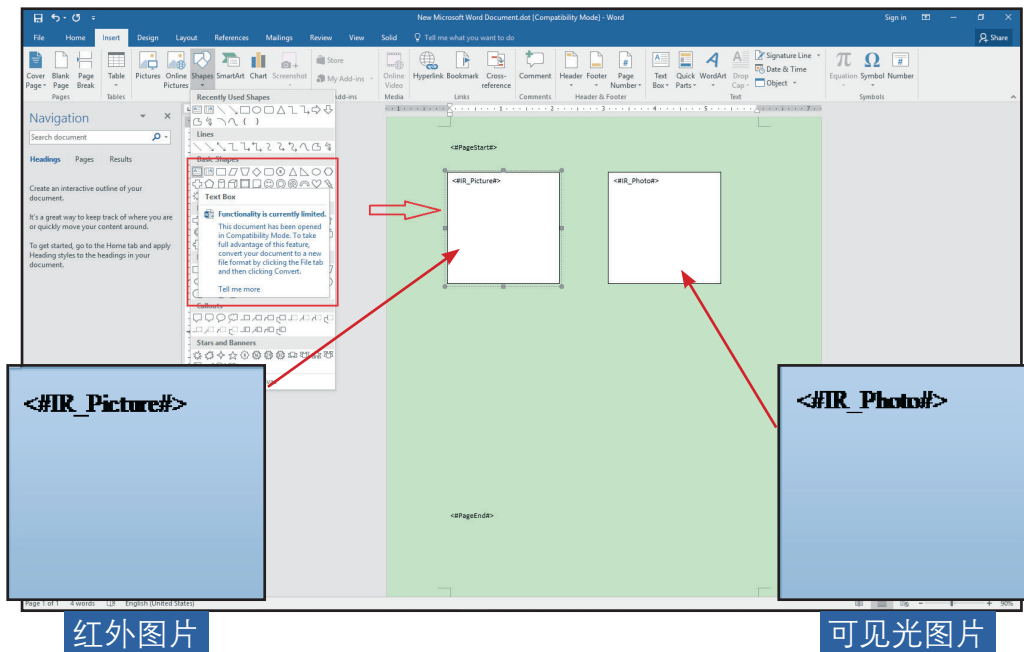 New Microsoft Word Document.dot [Compatibility Mode] - Word
Sign in
File Home Insert Design Layout References Mailings Review View Solid Tell me what you want to do Share
Cover Page
Blank Page
Page Break
Table
Pictures
Online Pictures
Shapes
SmartArt
Chart
Screenshot
Store
My Add-ins
Online Video
Hyperlink
Bookmark
Cross-reference
Comment
Header
Footer
Page Number
Text Box
Quick Parts
WordArt
Drop Cap
Signature Line
Date & Time
Object
Equation
Symbol
Number
Pages Tables Add-ins Media Links Comments Header & Footer Text Symbols
Navigation
Search document
Headings Pages Results
Create an interactive outline of your
document.
It's a great way to keep track of where you are
or quickly move your content around.
To get started, go to the Home tab and apply
Heading styles to the headings in your
document.
Recently Used Shapes
Lines
Basic Shapes
Text Box
Functionality is currently limited.
This document has been opened
in Compatibility Mode. To take
full advantage of this feature,
convert your document to a new
file format by clicking the File tab
and then clicking Convert.
Tell me more
Callouts
Stars and Banners
<#PageStart#>
<#IR_Picture#>
<#IR_Photo#>
<#PageEnd#>
<#IR_Picture#>
<#IR_Photo#>
Page 1 of 1 4 words English (United States)
90%
红外图片
可见光图片